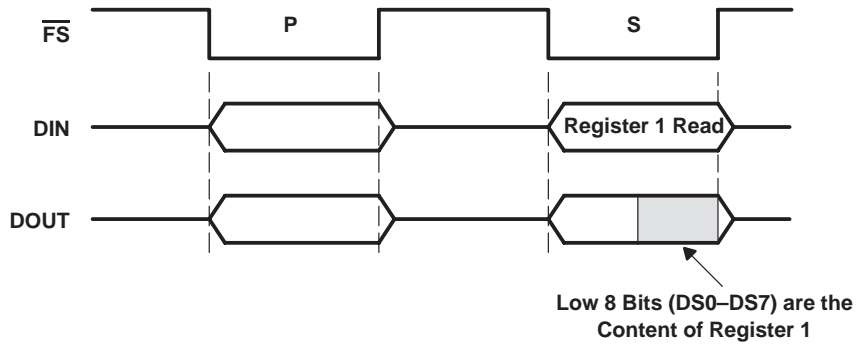 FS
P
S
DIN
Register 1 Read
DOUT
Low 8 Bits (DS0–DS7) are the
Content of Register 1